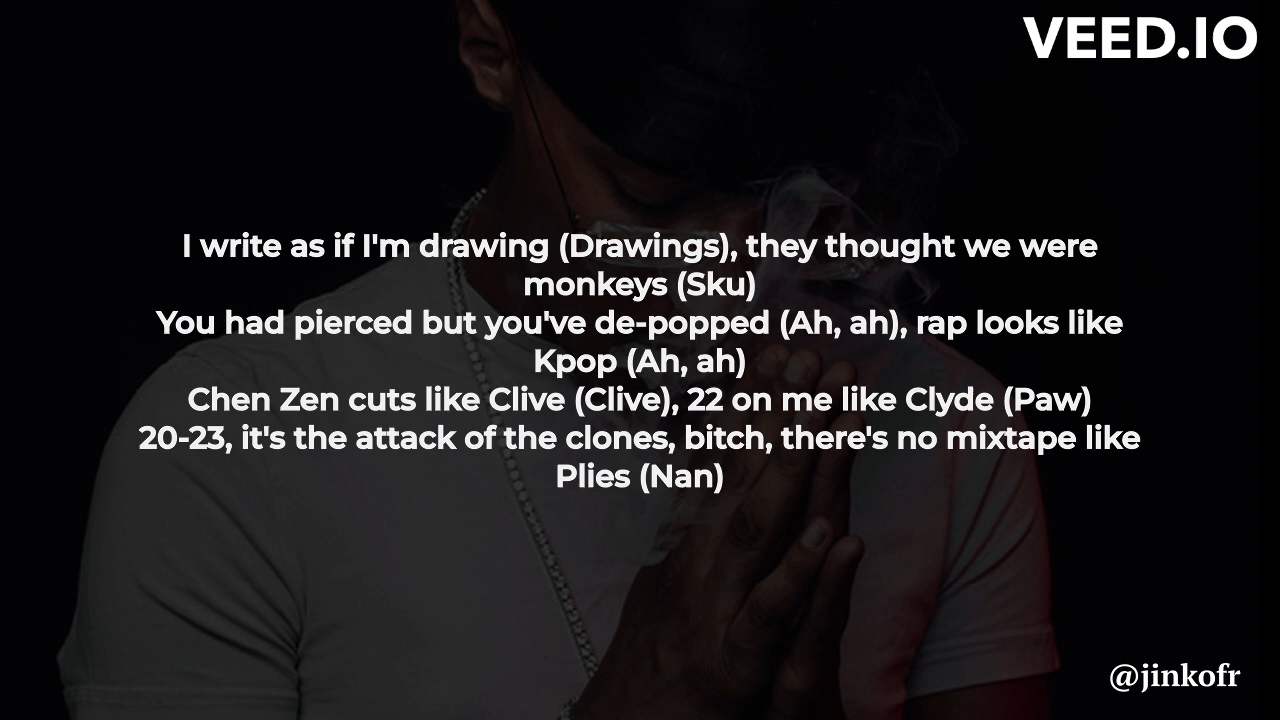 VEED.IO
I write as if I'm drawing (Drawings), they thought we were
monkeys (Sku)
You had pierced but you've de-popped (Ah, ah), rap looks like
Kpop (Ah, ah)
Chen Zen cuts like Clive (Clive), 22 on me like Clyde (Paw)
20-23, it's the attack of the clones, bitch, there's no mixtape like
Plies (Nan)
@jinkofr